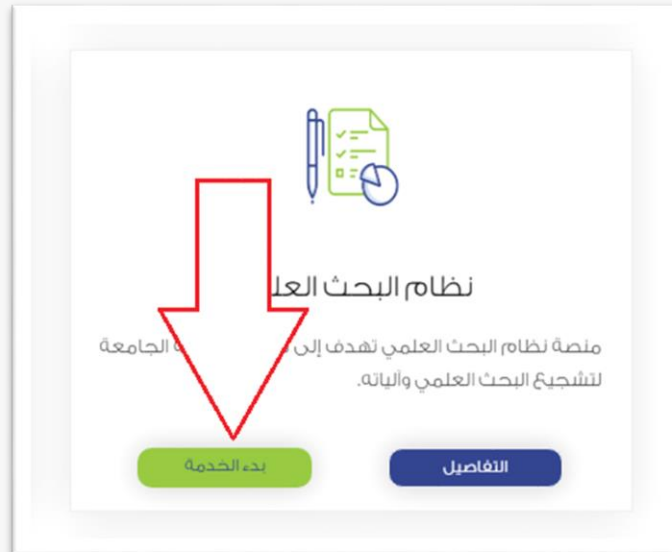 نظام البحث العل
منصة نظام البحث العلمي تهدف إلى الجامعة
لتشجيع البحث العلمي وآلياته.
التفاصيل
بدء الخدمة